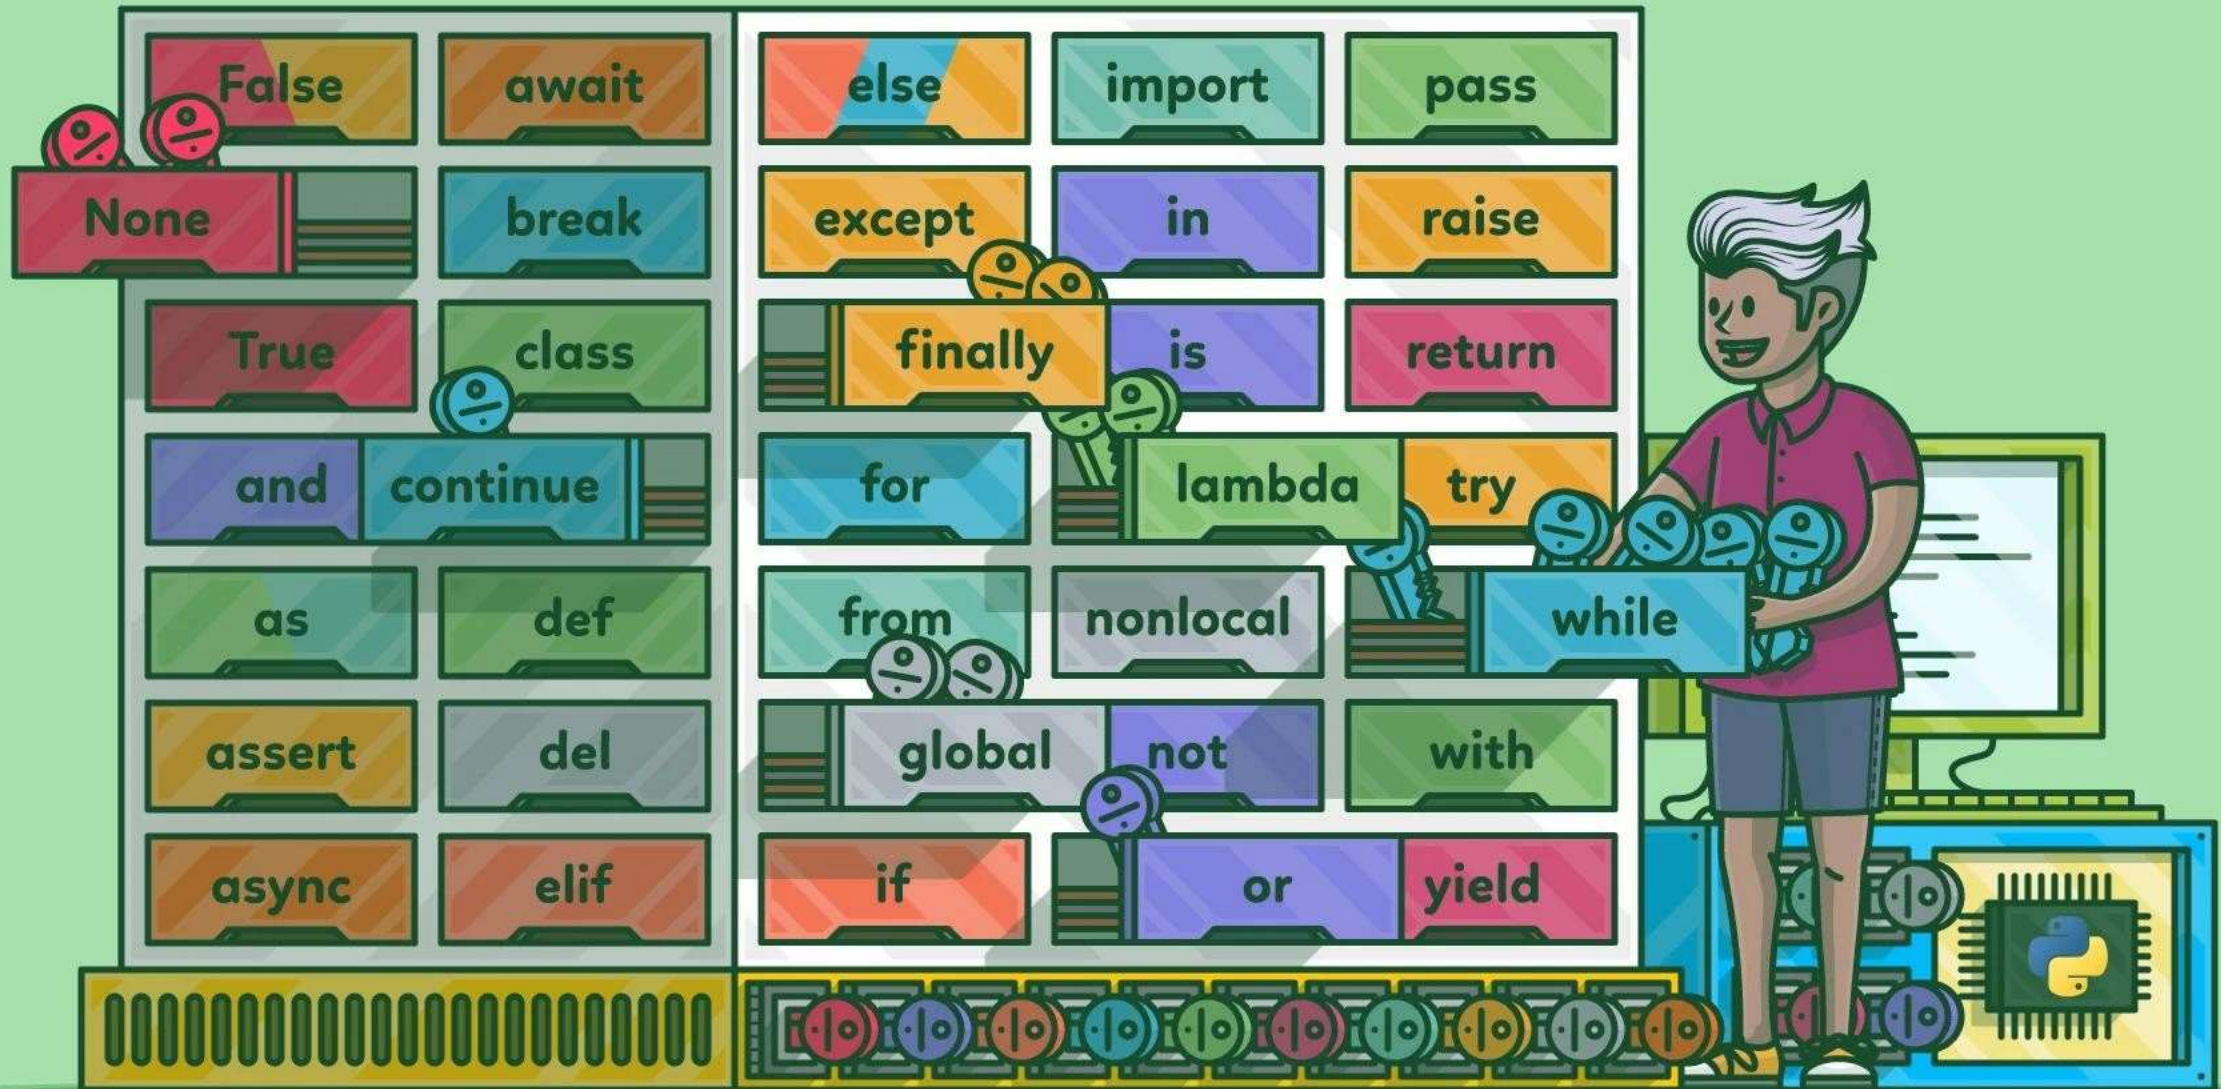 False await else import pass
None break except in raise
True class finally is return
and continue for lambda try
as def from nonlocal while
assert del global not with
async elif if or yield